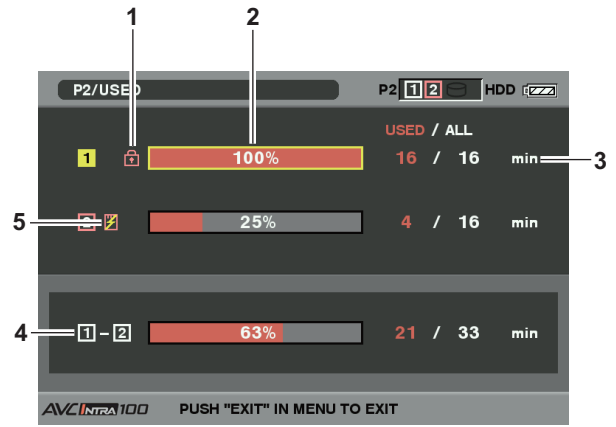 1 2
P2/USED P2 1 2 HDD
USED / ALL
1 100% 16 / 16 min 3
5 2 25% 4 / 16 min
4 1 – 2 63% 21 / 33 min
AVC INTRA 100 PUSH "EXIT" IN MENU TO EXIT